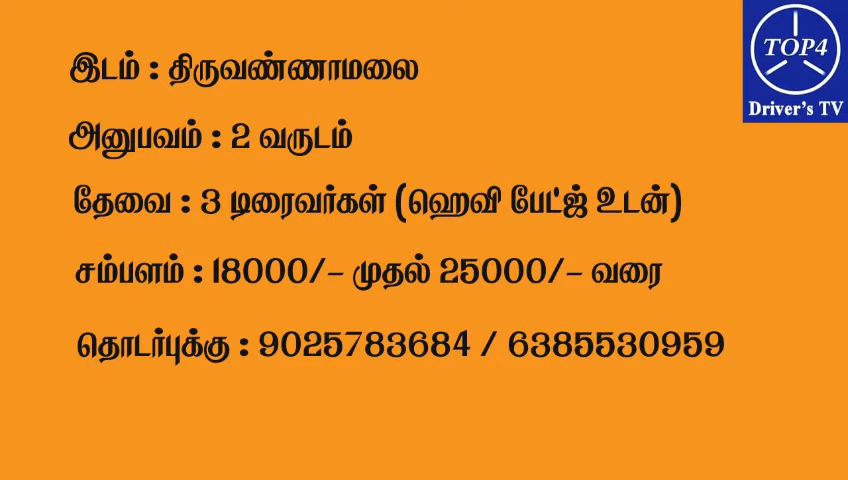 இடம் : திருவண்ணாமலை
அனுபவம் : 2 வருடம்
தேவை : 3 டிரைவர்கள் (ஹெவி பேட்ஜ் உடன்)
சம்பளம் : 18000/- முதல் 25000/- வரை
தொடர்புக்கு : 9025783684 / 6385530959
TOP4
Driver's TV